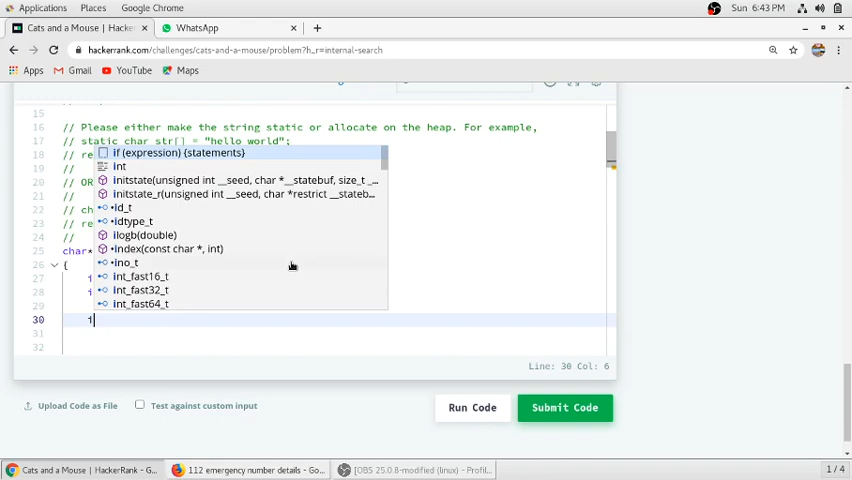 Applications Places Google Chrome Sun 6:43 PM
Cats and a Mouse | HackerRan WhatsApp
hackerrank.com/challenges/cats-and-a-mouse/problem?h_r=internal-search
Apps Gmail YouTube Maps
15
16 // Please either make the string static or allocate on the heap. For example,
17 // static char str[] = "hello world";
18 // re
19 //
20 // OR
21 //
22 // ch
23 // re
24 //
25 char*
26 {
27 i
28 i
29
30 i
31
32
if (expression) {statements}
int
initstate(unsigned int __seed, char *__statebuf, size_t _...
initstate_r(unsigned int __seed, char *restrict __stateb...
•id_t
•idtype_t
ilogb(double)
•index(const char *, int)
•ino_t
int_fast16_t
int_fast32_t
int_fast64_t
Line: 30 Col: 6
Upload Code as File Test against custom input Run Code Submit Code
Cats and a Mouse | HackerRank - G... 112 emergency number details - Go... [OBS 25.0.8-modified (linux) - Profil... 1 / 4